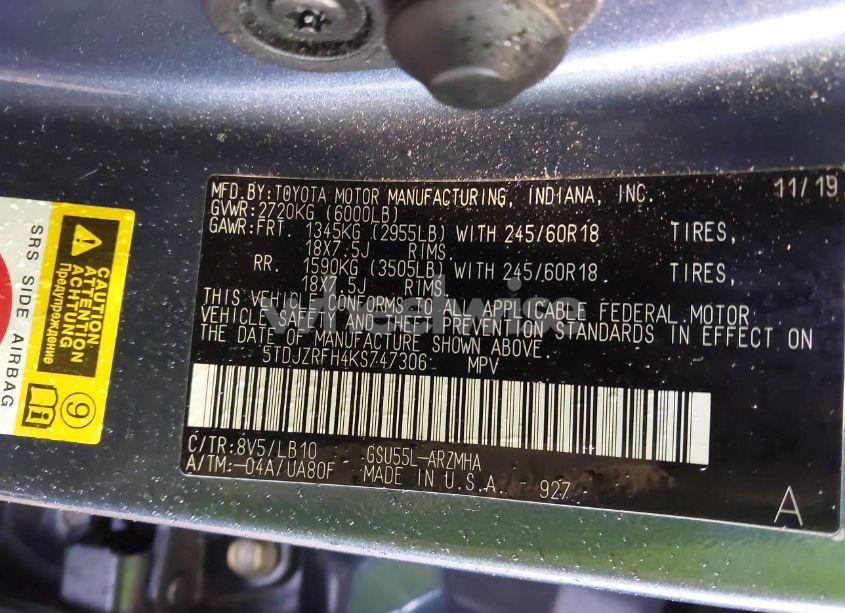 MFD.BY:TOYOTA MOTOR MANUFACTURING, INDIANA, INC. 11/19
GVWR:2720KG (6000LB)
GAWR:FRT. 1345KG (2955LB) WITH 245/60R18 TIRES,
18X7.5J RIMS.
RR. 1590KG (3505LB) WITH 245/60R18 TIRES,
18X7.5J RIMS.
THIS VEHICLE CONFORMS TO ALL APPLICABLE FEDERAL MOTOR
VEHICLE SAFETY AND THEFT PREVENTION STANDARDS IN EFFECT ON
THE DATE OF MANUFACTURE SHOWN ABOVE.
5TDJZRFH4KS747306 MPV
C/TR:8V5/LB10 GSU55L-ARZMHA
A/TM:-04A/UA80F MADE IN U.S.A. 927
A
SRS SIDE AIRBAG
CAUTION
ATTENTION
ACHTUNG
Предупреждение
9
wheelwise